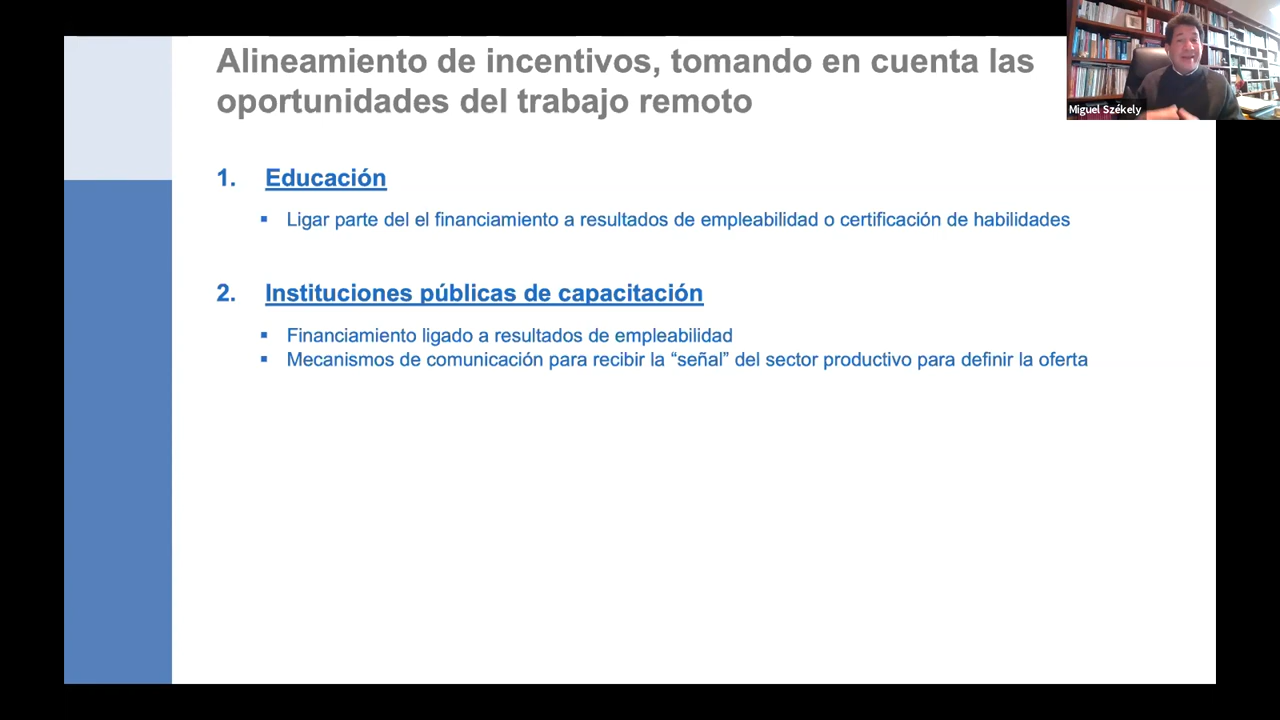 Alineamiento de incentivos, tomando en cuenta las
oportunidades del trabajo remoto
Miguel Székely
1. Educación
▪ Ligar parte del el financiamiento a resultados de empleabilidad o certificación de habilidades
2. Instituciones públicas de capacitación
▪ Financiamiento ligado a resultados de empleabilidad
▪ Mecanismos de comunicación para recibir la “señal” del sector productivo para definir la oferta